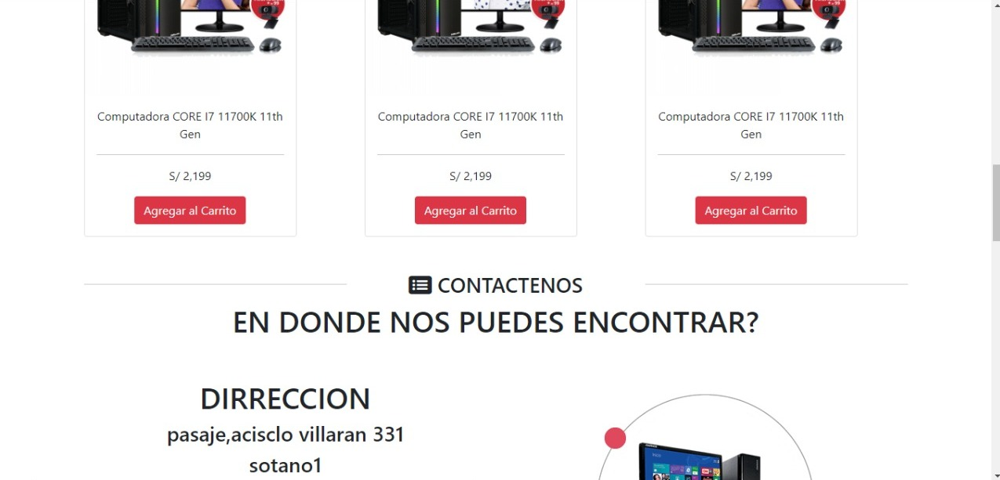 Computadora CORE I7 11700K 11th
Gen
S/ 2,199
Agregar al Carrito
Computadora CORE I7 11700K 11th
Gen
S/ 2,199
Agregar al Carrito
Computadora CORE I7 11700K 11th
Gen
S/ 2,199
Agregar al Carrito
CONTACTENOS
EN DONDE NOS PUEDES ENCONTRAR?
DIRRECCION
pasaje,acisclo villaran 331
sotano1